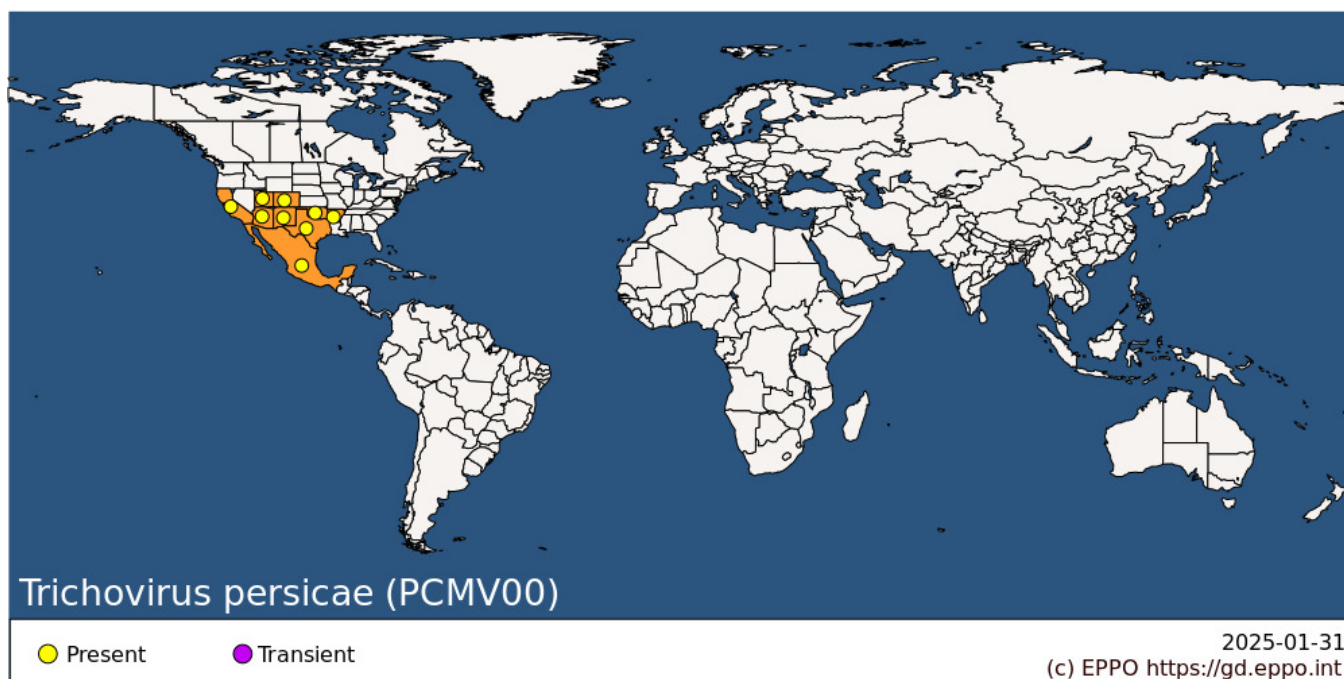 Trichovirus persicae (PCMV00)
Present
Transient
2025-01-31
(c) EPPO https://gd.eppo.int